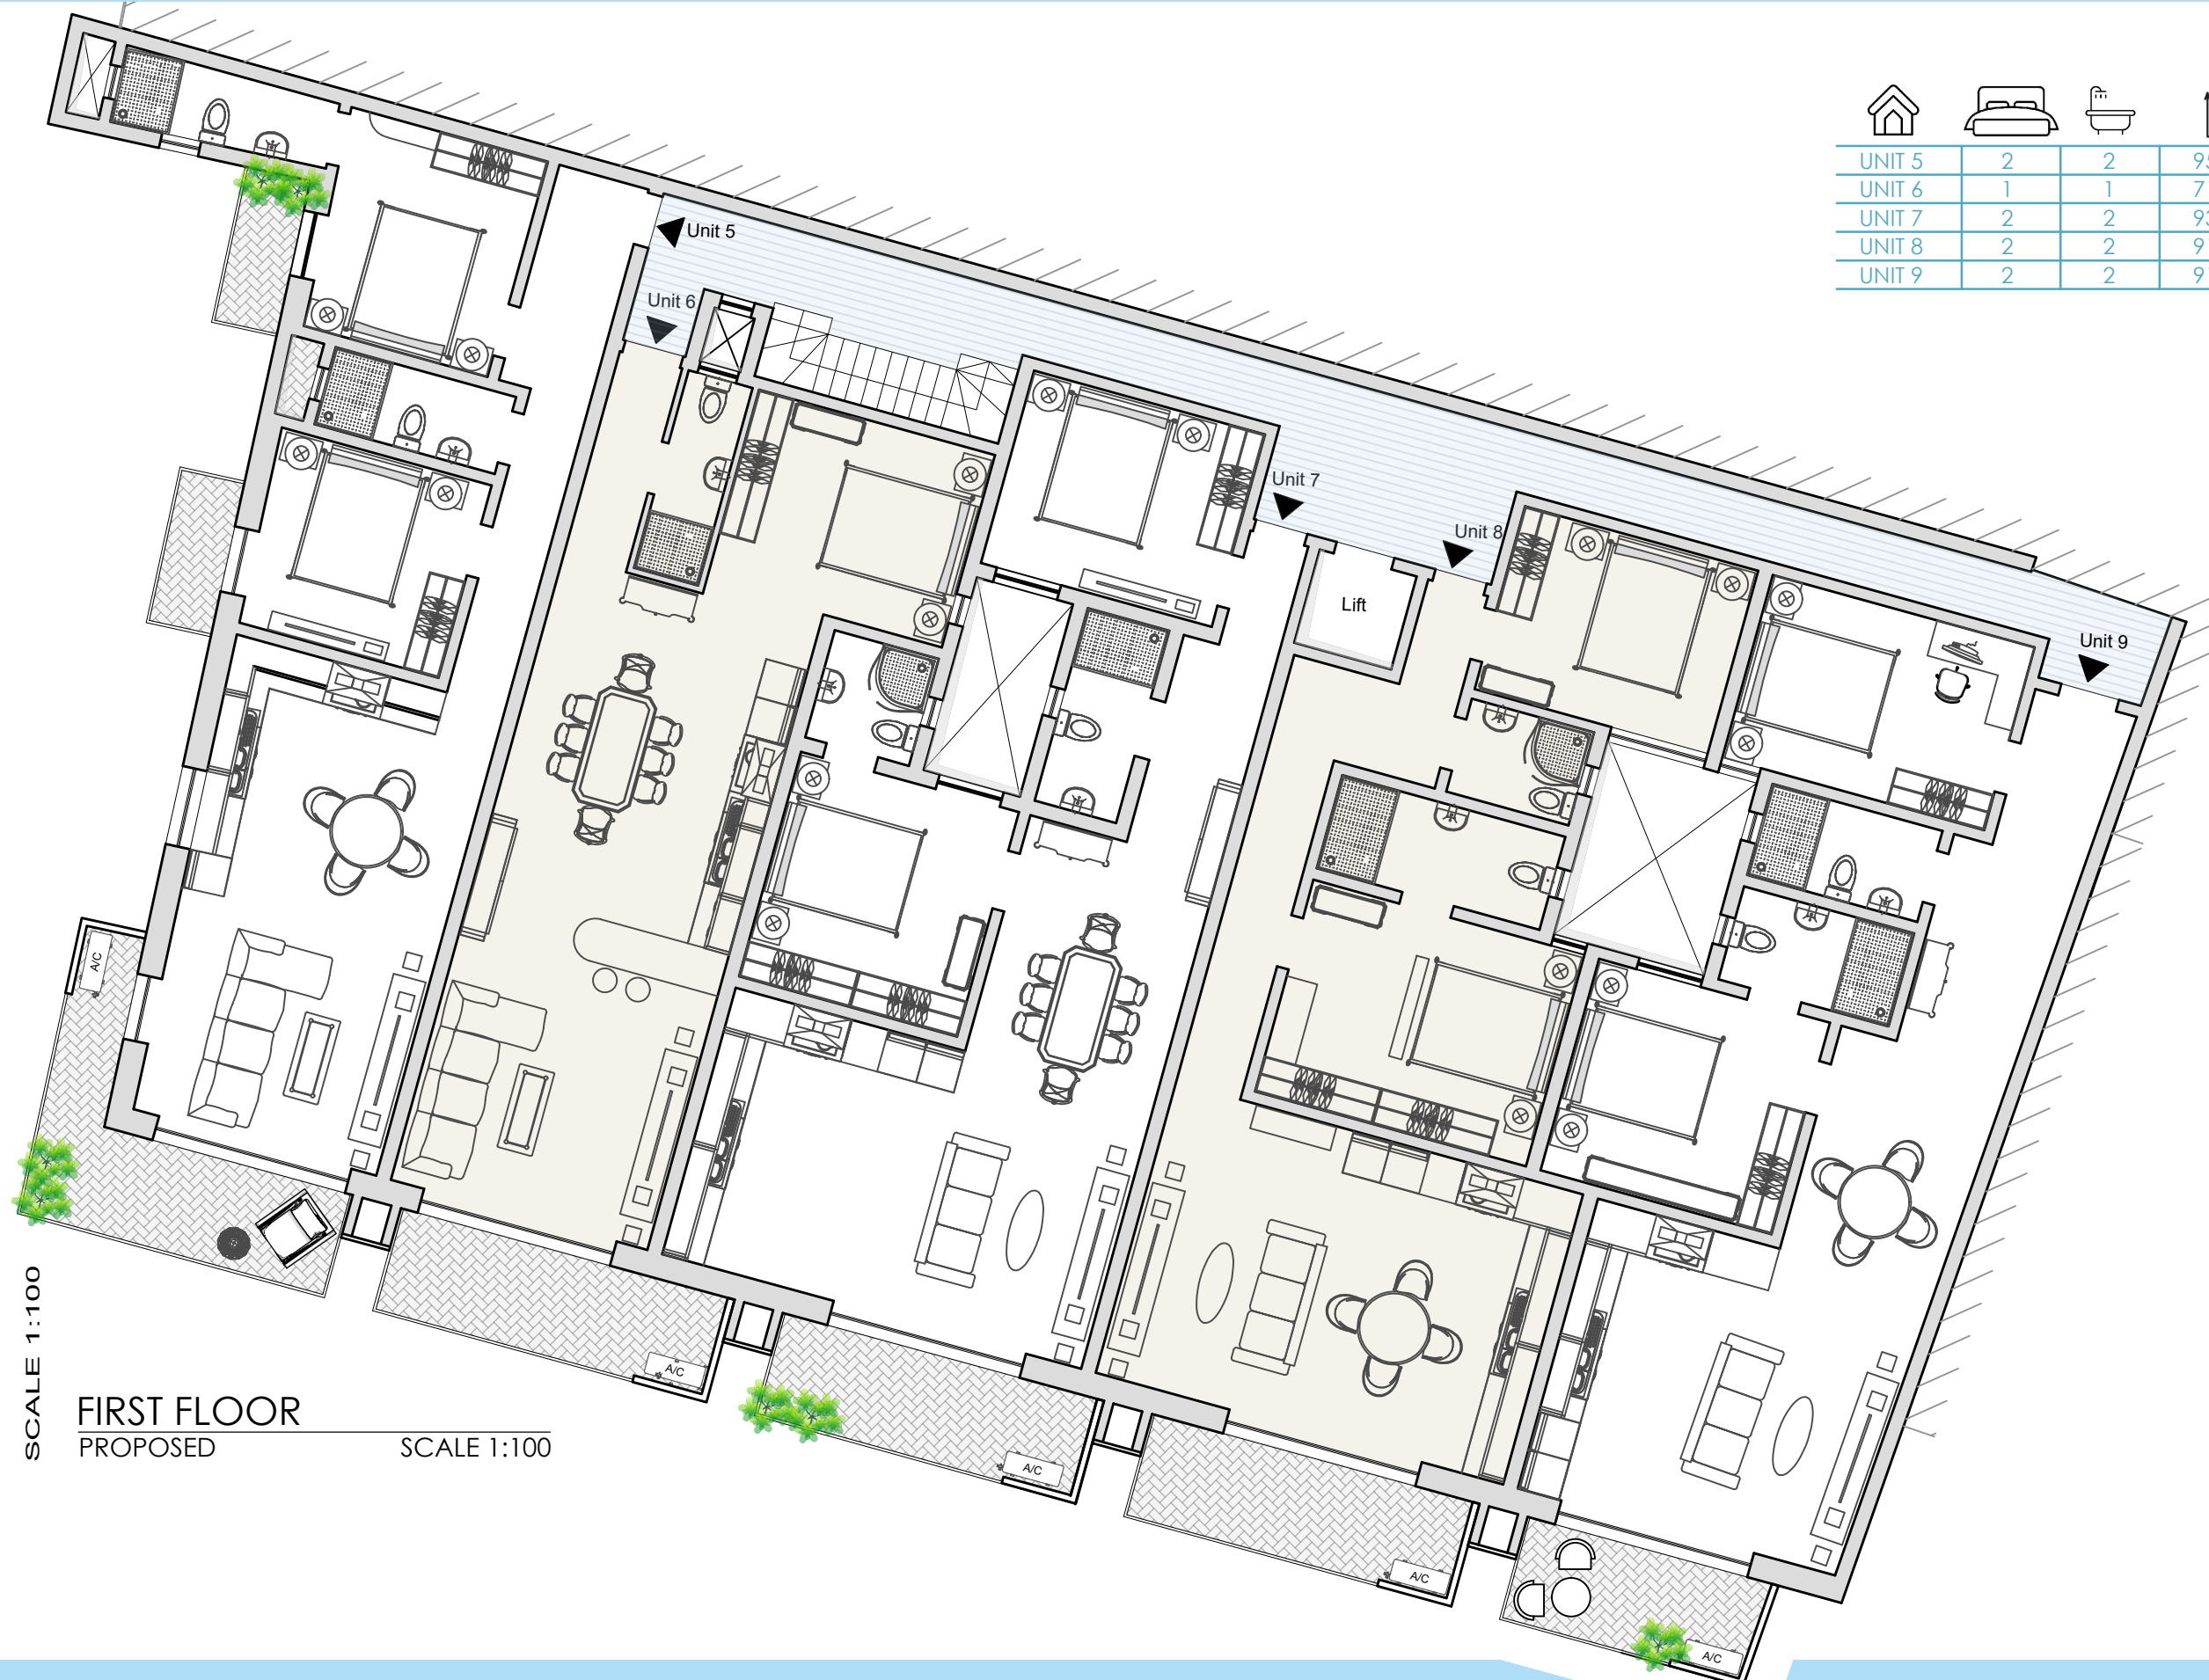 UNIT 5 2 2
UNIT 6 1 1
UNIT 7 2 2
UNIT 8 2 2
UNIT 9 2 2
Unit 5
Unit 6
Unit 7
Unit 8
Lift
Unit 9
A/C
A/C
A/C
A/C
A/C
SCALE 1:100
FIRST FLOOR
PROPOSED SCALE 1:100